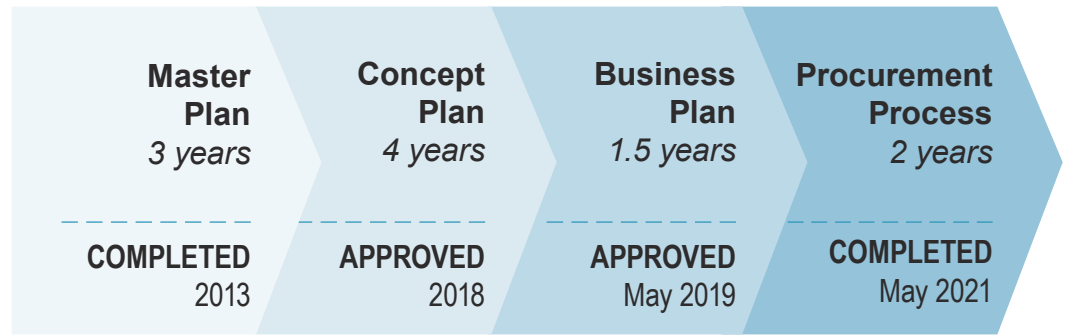 Master
Plan
3 years
COMPLETED
2013
Concept
Plan
4 years
APPROVED
2018
Business
Plan
1.5 years
APPROVED
May 2019
Procurement
Process
2 years
COMPLETED
May 2021